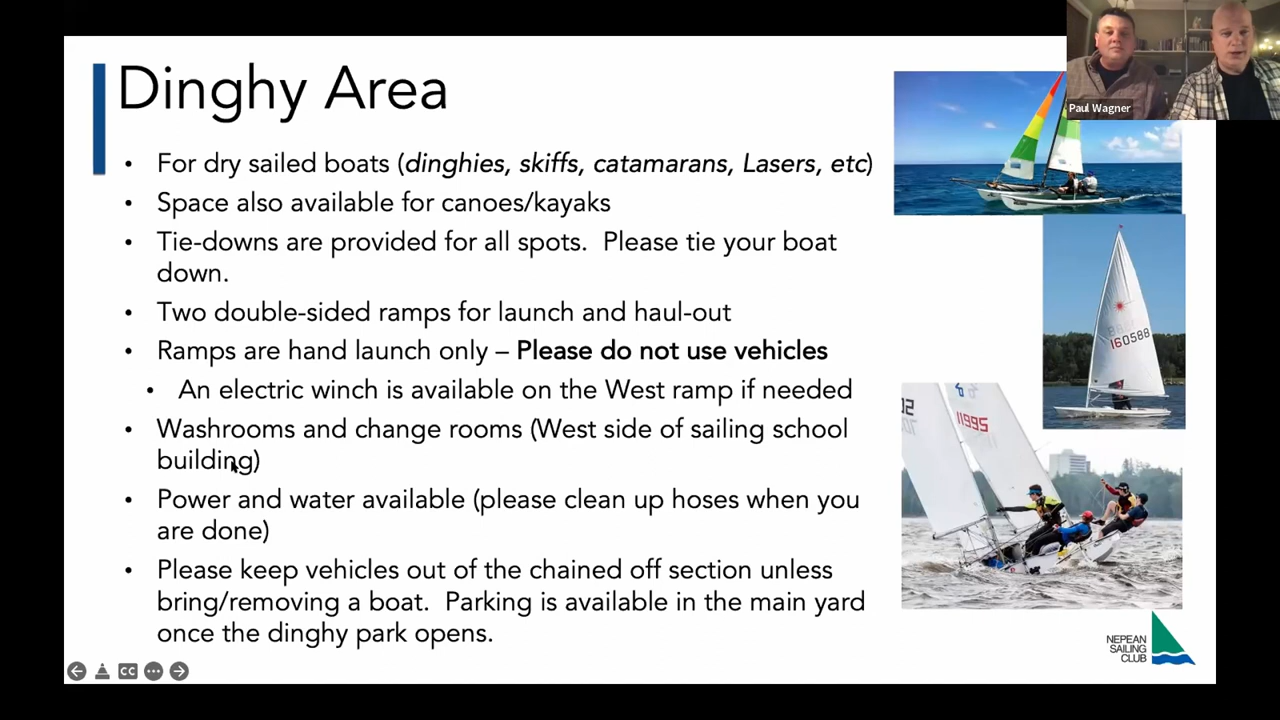 Dinghy Area
Paul Wagner
• For dry sailed boats (dinghies, skiffs, catamarans, Lasers, etc)
• Space also available for canoes/kayaks
• Tie-downs are provided for all spots.  Please tie your boat
down.
• Two double-sided ramps for launch and haul-out
• Ramps are hand launch only – Please do not use vehicles
• An electric winch is available on the West ramp if needed
• Washrooms and change rooms (West side of sailing school
building)
• Power and water available (please clean up hoses when you
are done)
• Please keep vehicles out of the chained off section unless
bring/removing a boat.  Parking is available in the main yard
once the dinghy park opens.
160588
11995
NEPEAN
SAILING
CLUB
CC